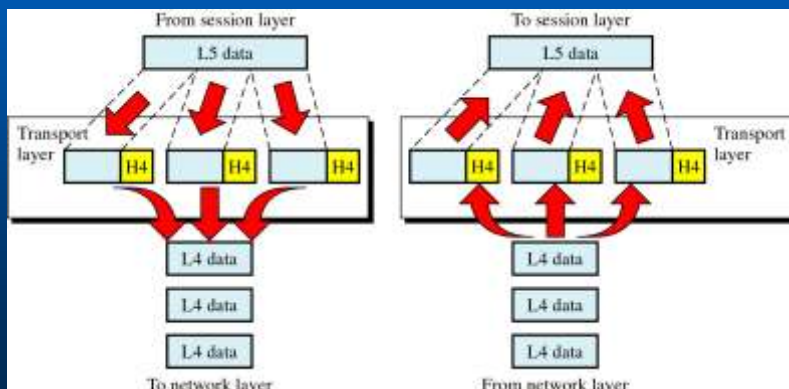 From session layer
L5 data
Transport
layer
H4
H4
H4
L4 data
L4 data
L4 data
To network layer
To session layer
L5 data
Transport
layer
H4
H4
H4
L4 data
L4 data
L4 data
From network layer